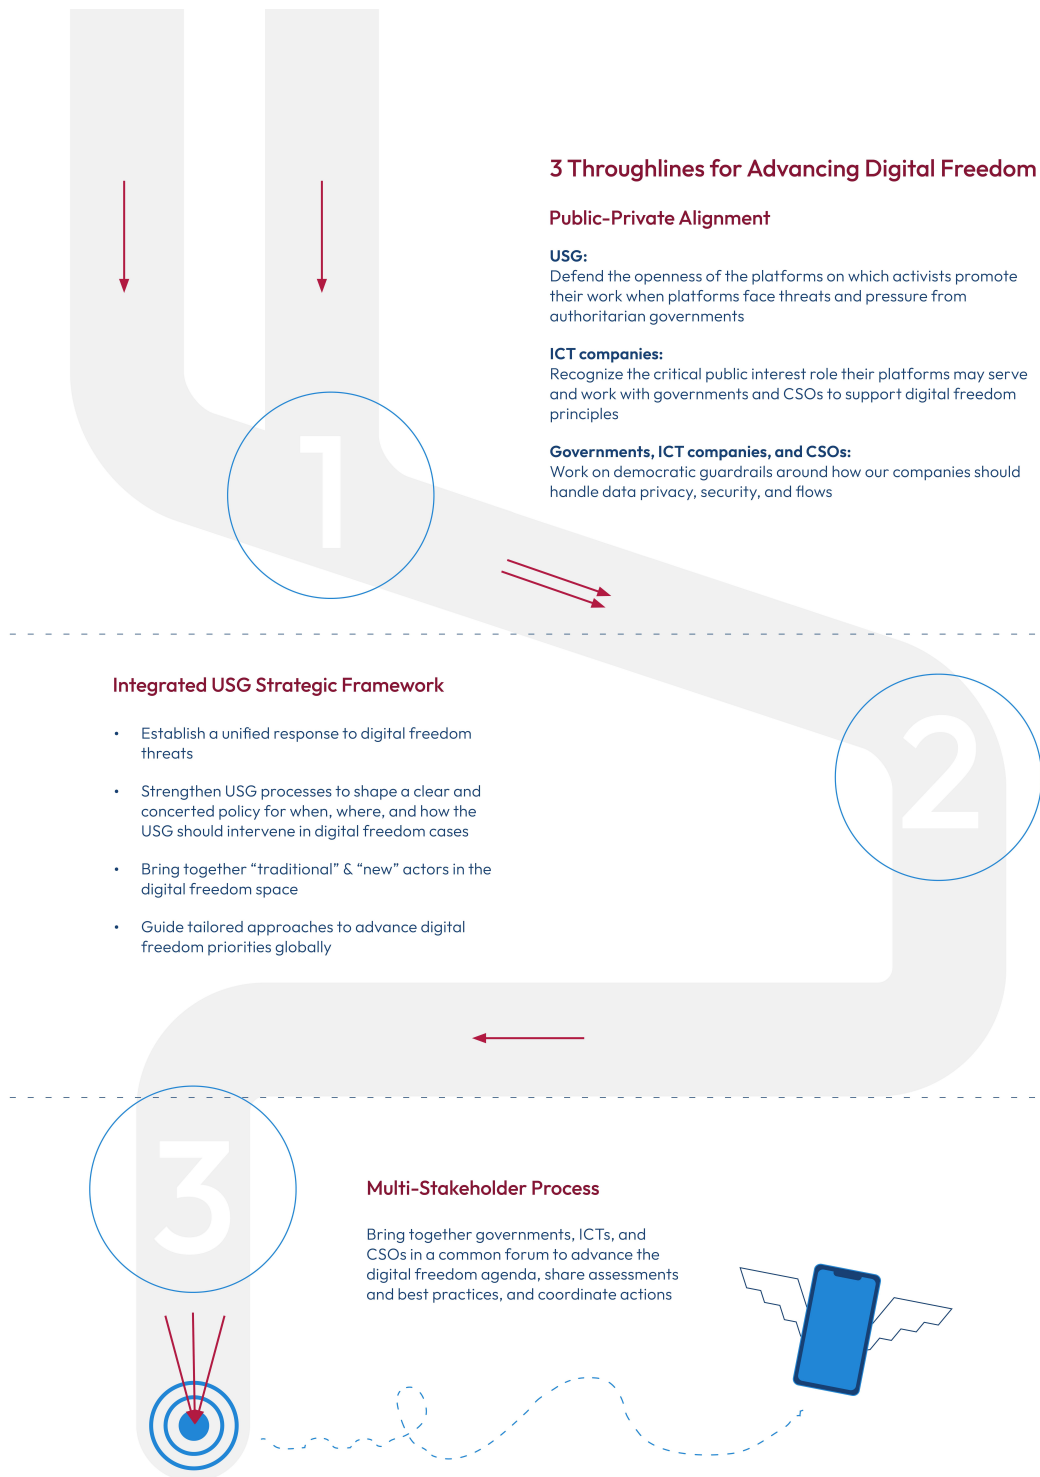 3 Throughlines for Advancing Digital Freedom
Public-Private Alignment
USG:
Defend the openness of the platforms on which activists promote
their work when platforms face threats and pressure from
authoritarian governments
ICT companies:
Recognize the critical public interest role their platforms may serve
and work with governments and CSOs to support digital freedom
principles
Governments, ICT companies, and CSOs:
Work on democratic guardrails around how our companies should
handle data privacy, security, and flows
1
Integrated USG Strategic Framework
• Establish a unified response to digital freedom
threats
• Strengthen USG processes to shape a clear and
concerted policy for when, where, and how the
USG should intervene in digital freedom cases
• Bring together “traditional” & “new” actors in the
digital freedom space
• Guide tailored approaches to advance digital
freedom priorities globally
2
3
Multi-Stakeholder Process
Bring together governments, ICTs, and
CSOs in a common forum to advance the
digital freedom agenda, share assessments
and best practices, and coordinate actions